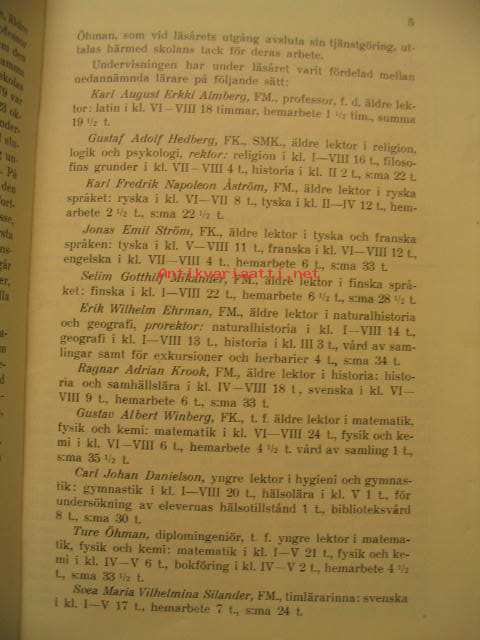 5
Öhman, som vid läsårets utgång avsluta sin tjänstgöring, ut-
talas härmed skolans tack för deras arbete.
Undervisningen har under läsåret varit fördelad mellan
nedannämnda lärare på följande sätt:
Karl August Erkki Almberg, FM., professor, f. d. äldre lek-
tor: latin i kl. VI—VIII 18 timmar, hemarbete 1 1/2 tim., summa
19 1/2 t.
Gustaf Adolf Hedberg, FK., SMK., äldre lektor i religion,
logik och psykologi, rektor: religion i kl. I—VIII 16 t., filoso-
fins grunder i kl. VII—VIII 4 t., historia i kl. II 2 t., s:ma 22 t.
Karl Fredrik Napoleon Åström, FM., äldre lektor i ryska
språket: ryska i kl. VI—VII 8 t., tyska i kl. II—IV 12 t., hem-
arbete 2 1/2 t., s:ma 22 1/2 t.
Jonas Emil Ström, FK., äldre lektor i tyska och franska
språken: tyska i kl. V—VIII 11 t., franska i kl. VI—VIII 12 t.,
engelska i kl. VII—VIII 4 t., hemarbete 6 t., s:ma 33 t.
Selim Gotthilf Mikander, FM., äldre lektor i finska språ-
ket: finska i kl. I—VIII 22 t., hemarbete 6 1/2 t., s:ma 28 1/2 t.
Antikvariaatti.net
Erik Wilhelm Ehrman, FM., äldre lektor i naturalhistoria
och geografi, prorektor: naturalhistoria i kl. I—VIII 14 t.,
geografi i kl. I—VIII 13 t., historia i kl. III 3 t., vård av sam-
lingar samt för exkursioner och herbarier 4 t., s:ma 34 t.
Ragnar Adrian Krook, FM., äldre lektor i historia: histo-
ria och samhällslära i kl. IV—VIII 18 t., svenska i kl. VI—
VIII 9 t., hemarbete 6 t., s:ma 33 t.
Gustav Albert Winberg, FK., t. f. äldre lektor i matematik,
fysik och kemi: matematik i kl. VI—VIII 24 t., fysik och ke-
mi i kl. VI—VIII 6 t., hemarbete 4 1/2 t. vård av samling 1 t.,
s:ma 35 1/2 t.
Carl Johan Danielson, yngre lektor i hygieni och gymnas-
tik: gymnastik i kl. I—VIII 20 t., hälsolära i kl. V 1 t., för
undersökning av elevernas hälsotillstånd 1 t., biblioteksvård
8 t., s:ma 30 t.
Ture Öhman, diplomingeniör, t. f. yngre lektor i matema-
tik, fysik och kemi: matematik i kl. I—V 21 t., fysik och ke-
mi i kl. IV—V 6 t., bokföring i kl. IV—V 2 t., hemarbete 4 1/2
t., s:ma 33 1/2 t.
Svea Maria Vilhelmina Silander, FM., timlärarinna: svenska
i kl. I—V 17 t., hemarbete 7 t., s:ma 24 t.